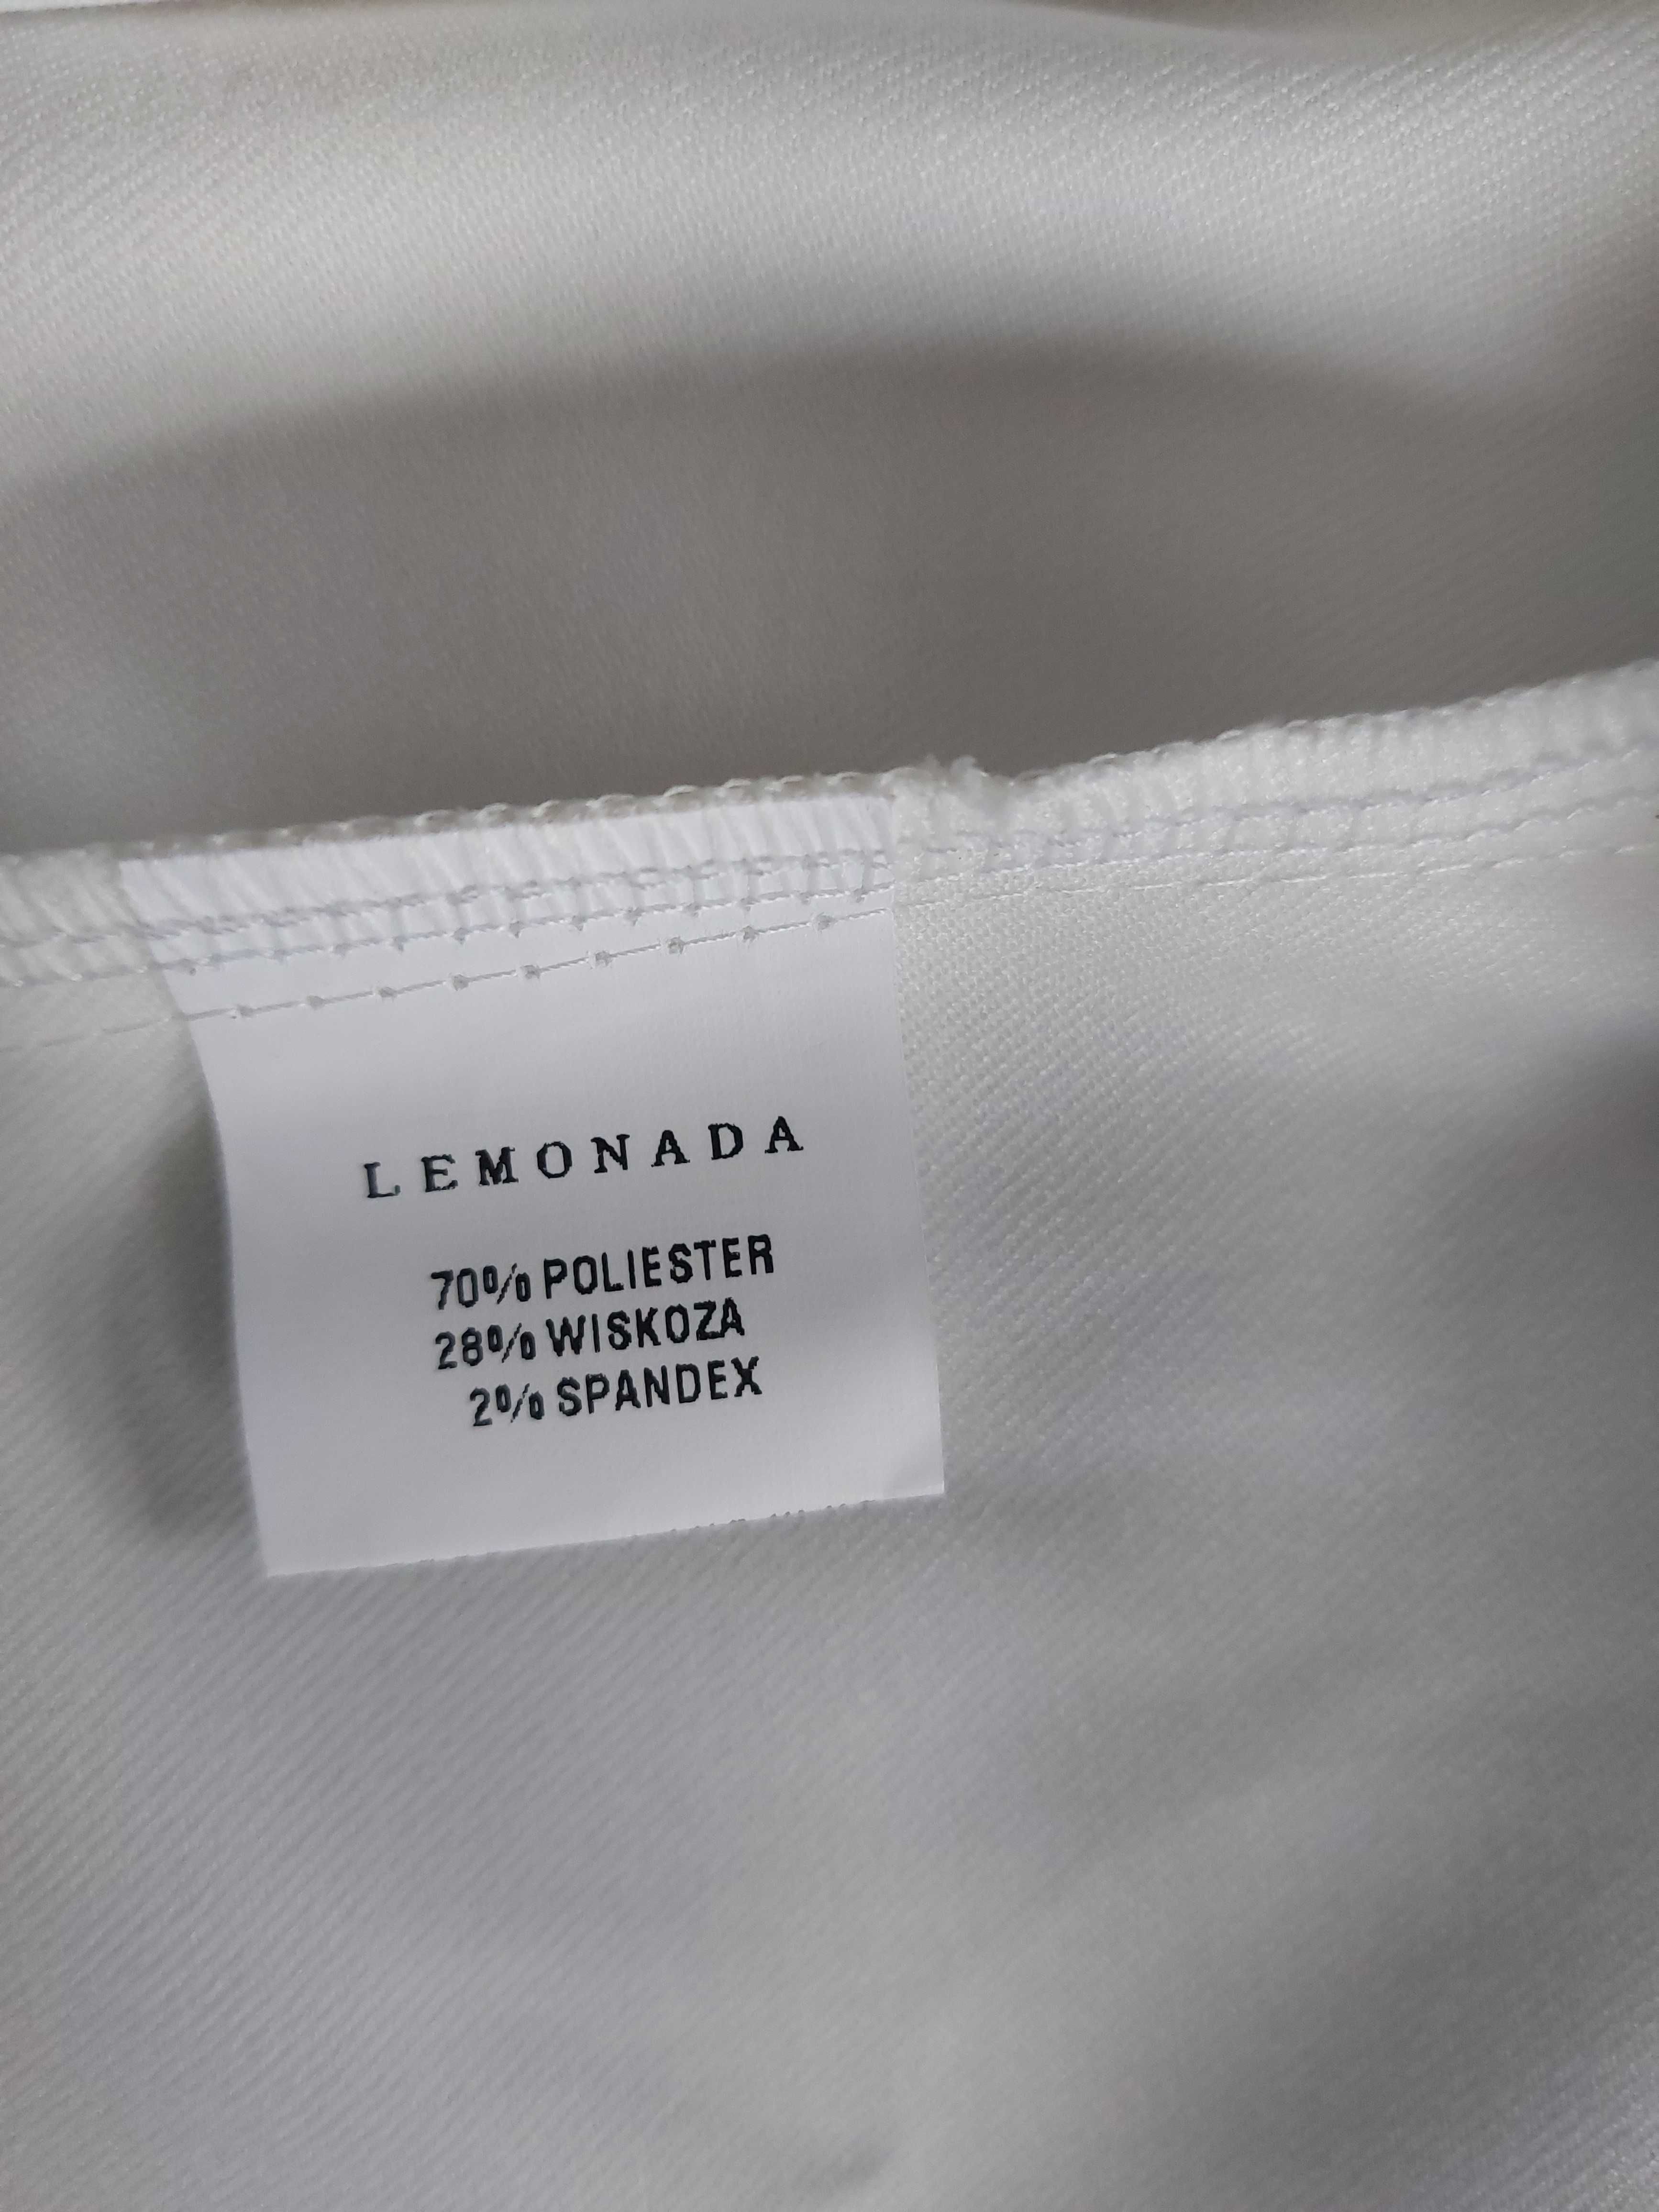 LEMONADA
70% POLIESTER
28% WISKOZA
2% SPANDEX